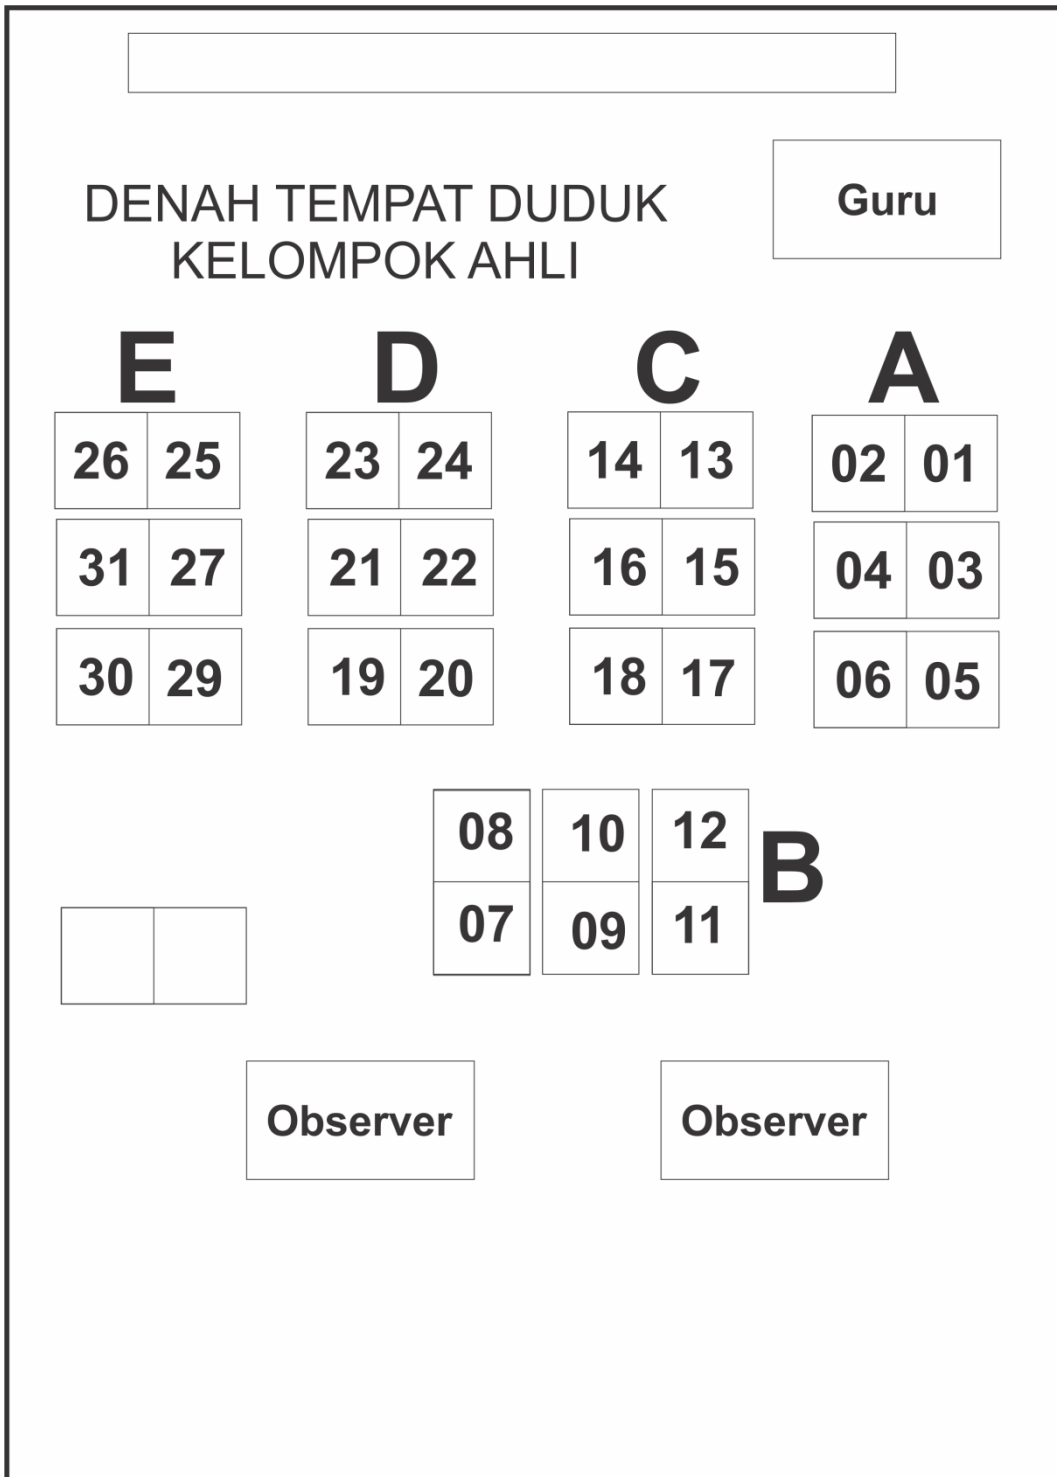 Guru
DENAH TEMPAT DUDUK
KELOMPOK AHLI
E D C A
26 25 23 24 14 13 02 01
31 27 21 22 16 15 04 03
30 29 19 20 18 17 06 05
08 10 12
B
07 09 11
Observer Observer